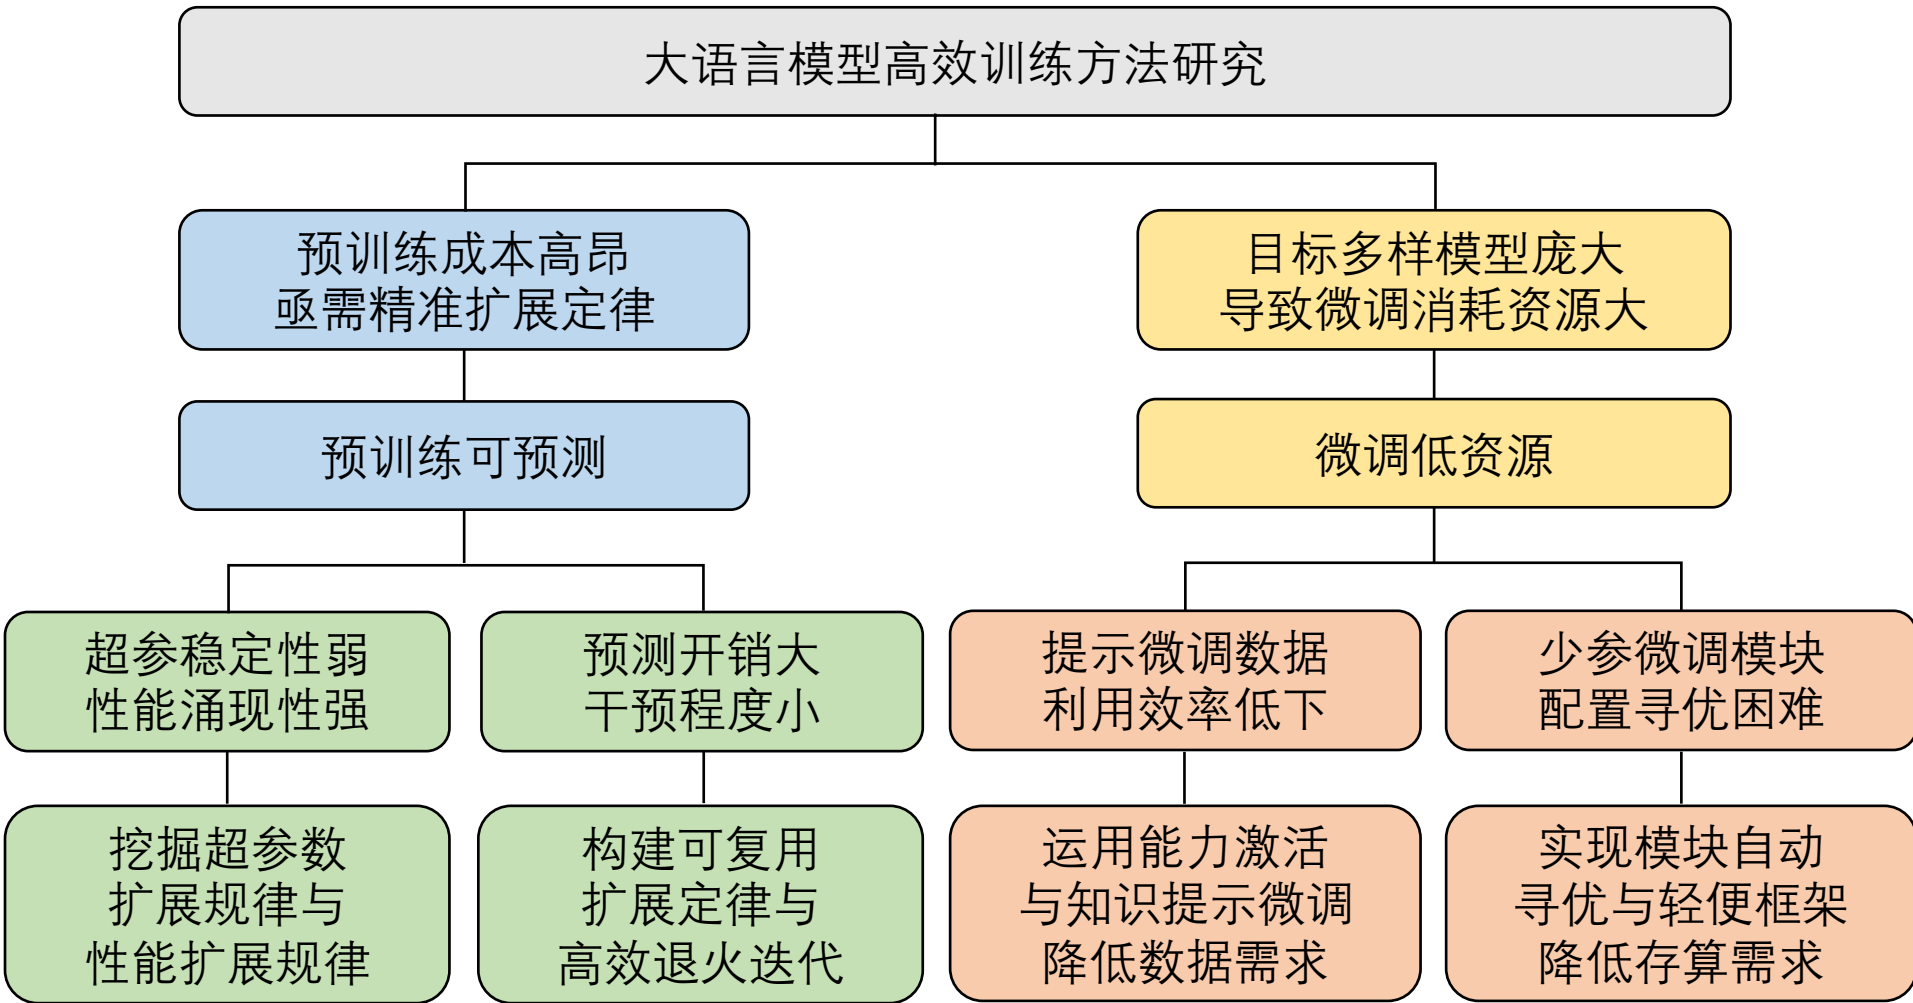 大语言模型高效训练方法研究
预训练成本高昂
亟需精准扩展定律
目标多样模型庞大
导致微调消耗资源大
预训练可预测
微调低资源
超参稳定性弱
性能涌现性强
预测开销大
干预程度小
提示微调数据
利用效率低下
少参微调模块
配置寻优困难
挖掘超参数
扩展规律与
性能扩展规律
构建可复用
扩展定律与
高效退火迭代
运用能力激活
与知识提示微调
降低数据需求
实现模块自动
寻优与轻便框架
降低存算需求